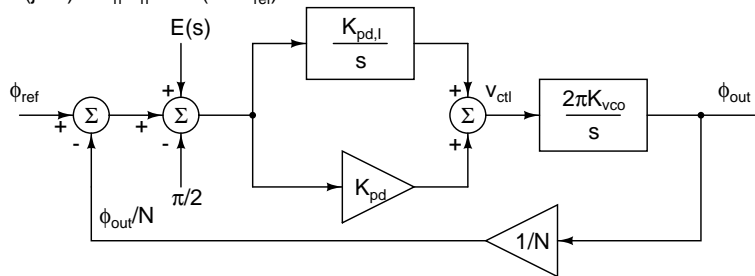 E(s)
K_pd,I
s
ϕ_ref
+
Σ
-
+
+
Σ
-
+
Σ
+
v_ctl
2πK_vco
s
ϕ_out
π/2
K_pd
ϕ_out/N
1/N